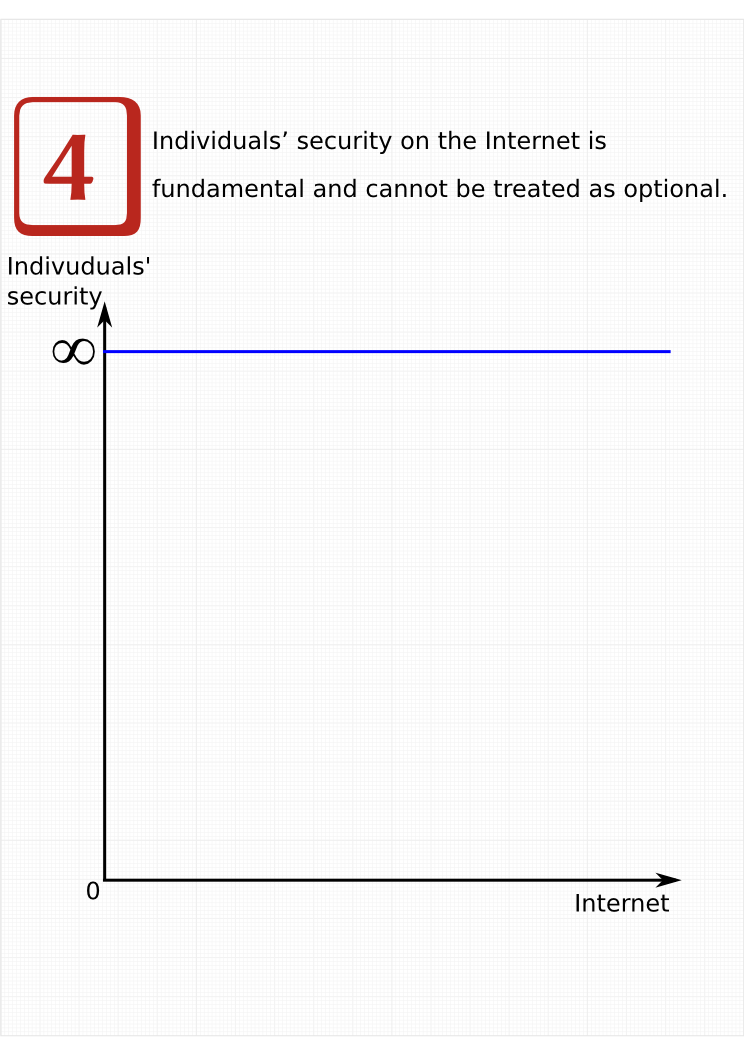 4
Individuals’ security on the Internet is
fundamental and cannot be treated as optional.
Indivuduals'
security
∞
0
Internet